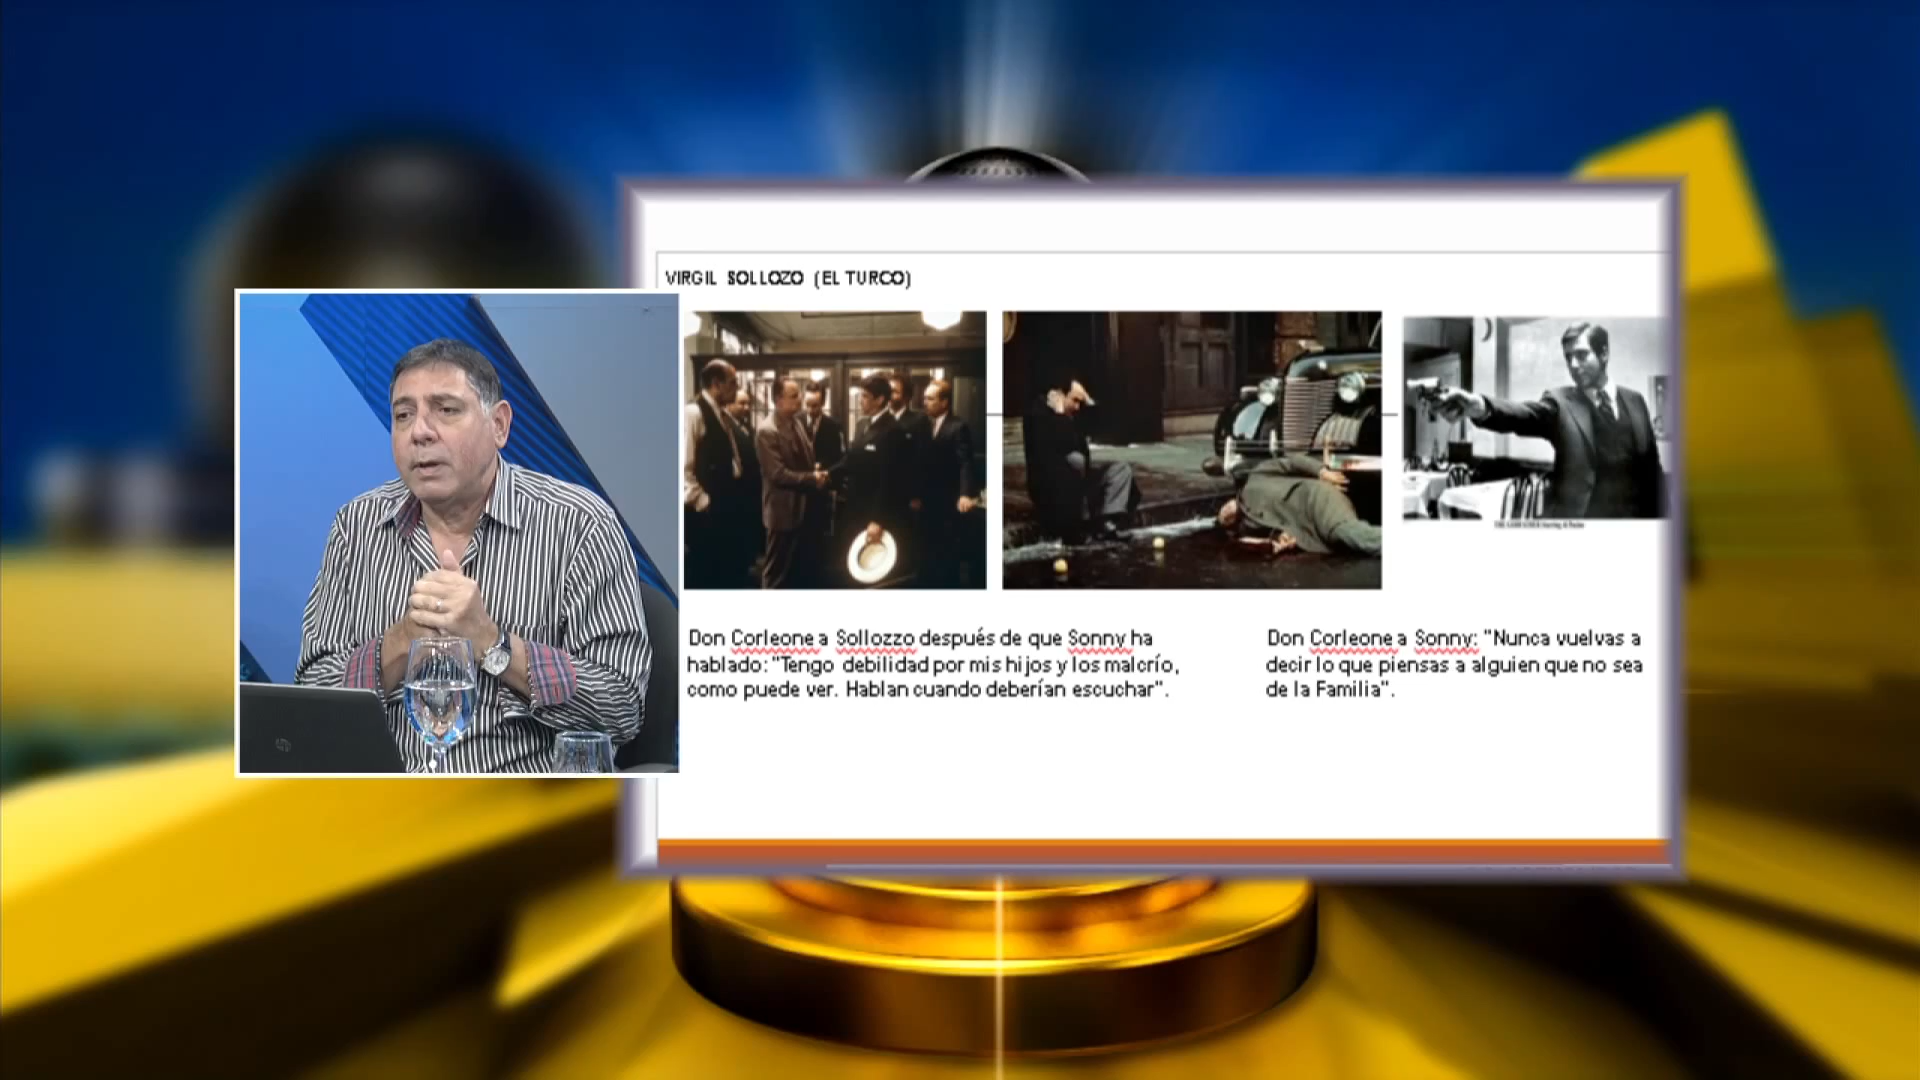 VIRGIL SOLLOZO (EL TURCO)
Don Corleone a Sollozzo después de que Sonny ha
hablado: "Tengo debilidad por mis hijos y los malcrío,
como puede ver. Hablan cuando deberían escuchar".
Don Corleone a Sonny: "Nunca vuelvas a
decir lo que piensas a alguien que no sea
de la Familia".